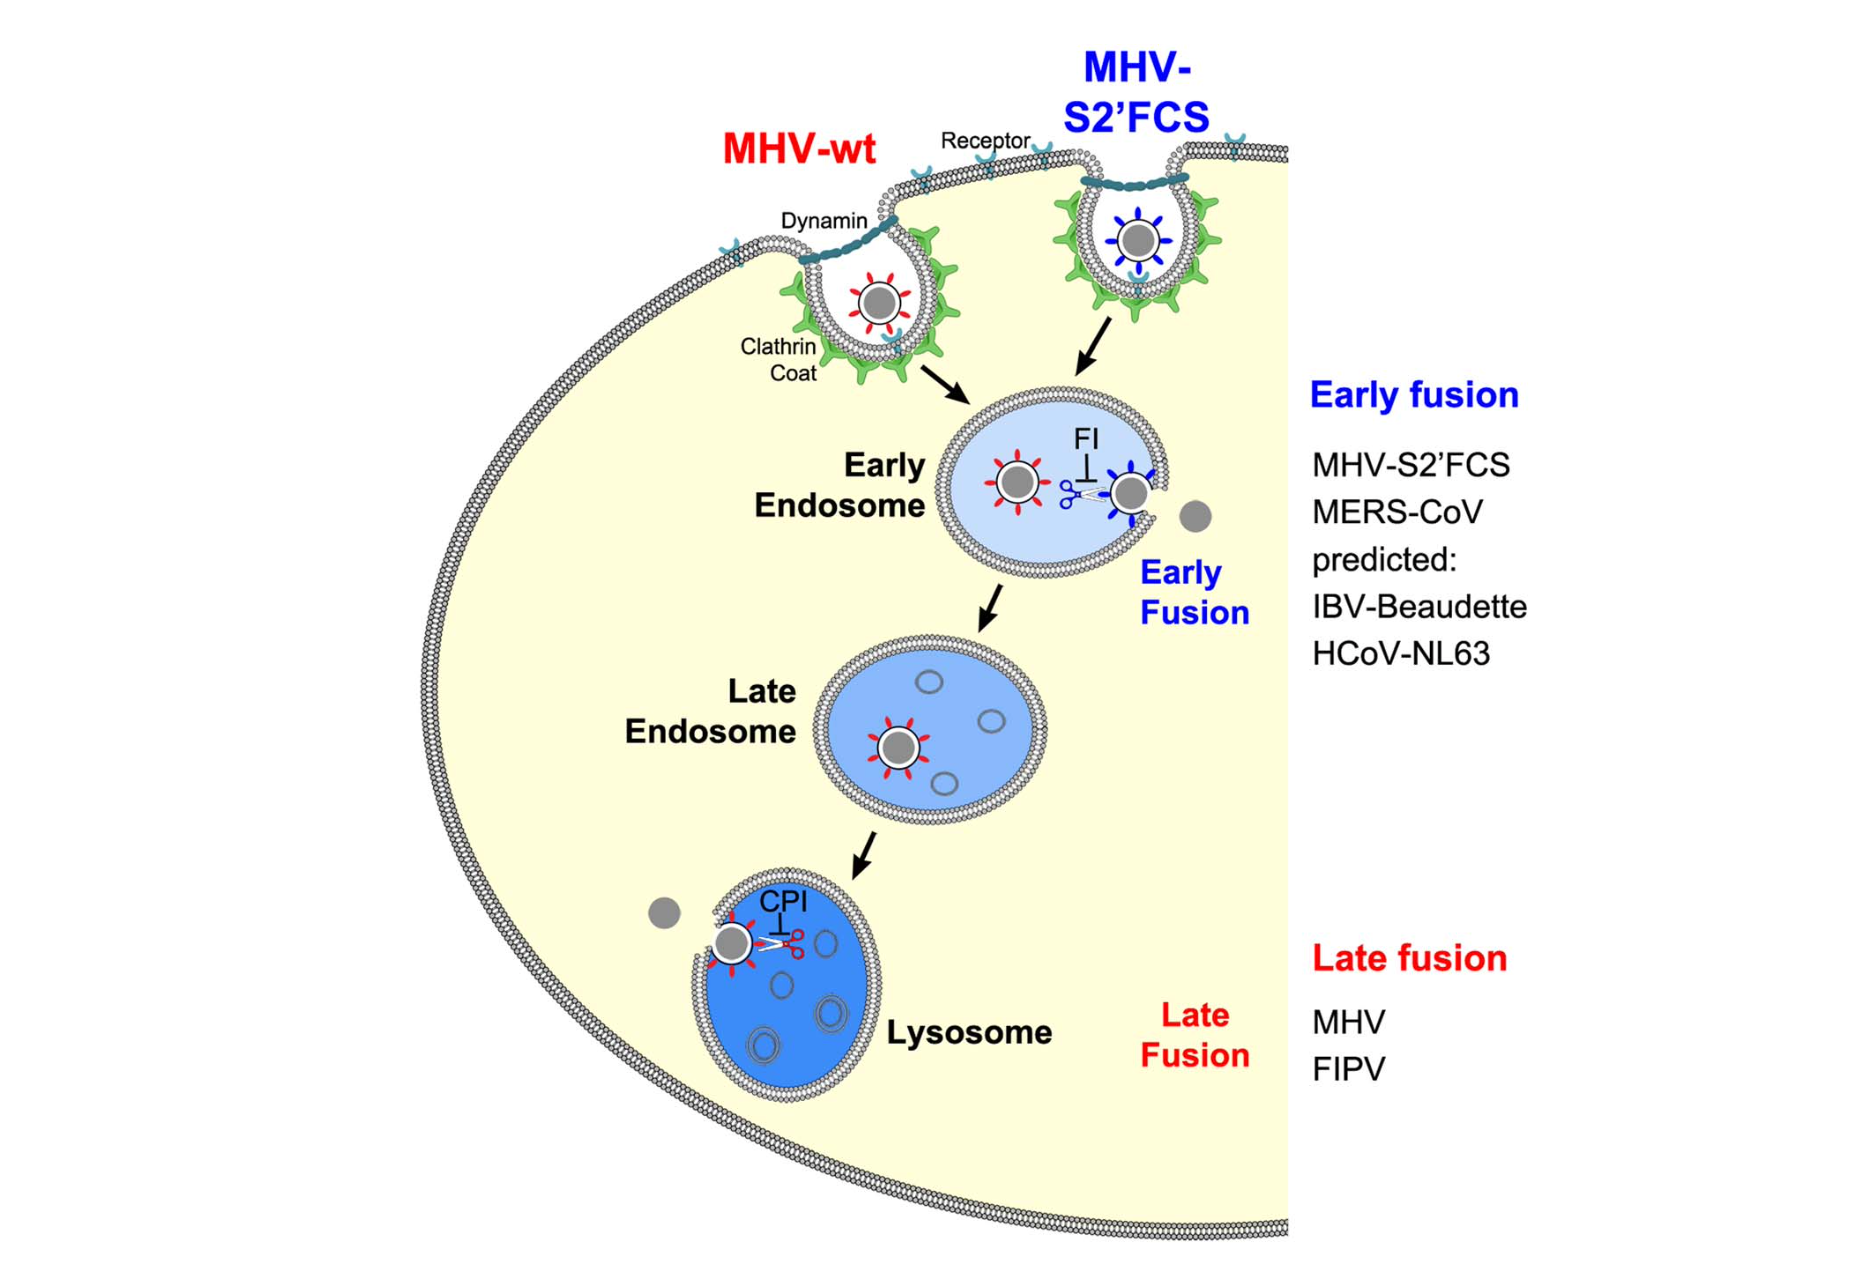 MHV-
S2’FCS
MHV-wt
Receptor
Dynamin
Clathrin
Coat
Early
Endosome
FI
Early
Fusion
Late
Endosome
CPI
Lysosome
Late
Fusion
Early fusion
MHV-S2’FCS
MERS-CoV
predicted:
IBV-Beaudette
HCoV-NL63
Late fusion
MHV
FIPV